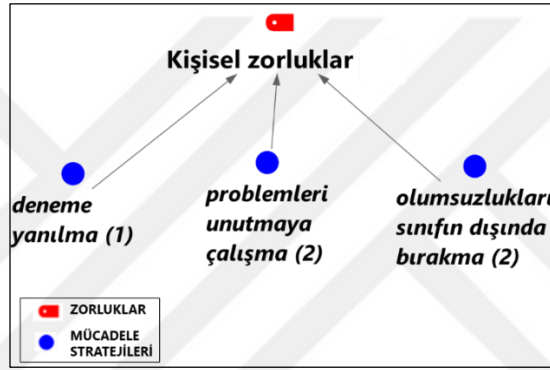 Kişisel zorluklar
deneme
yanılma (1)
problemleri
unutmaya
çalışma (2)
olumsuzlukları
sınıfın dışında
bırakma (2)
ZORLUKLAR
MÜCADELE
STRATEJİLERİ